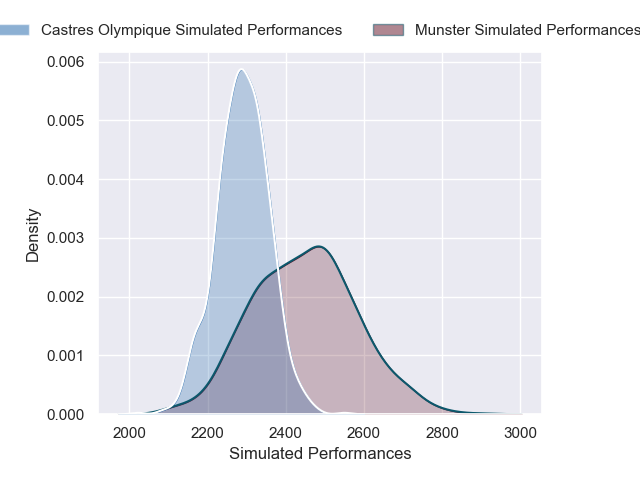 Castres Olympique Simulated Performances
Munster Simulated Performances
0.006
0.005
0.004
0.003
0.002
0.001
0.000
Density
2000 2200 2400 2600 2800 3000
Simulated Performances